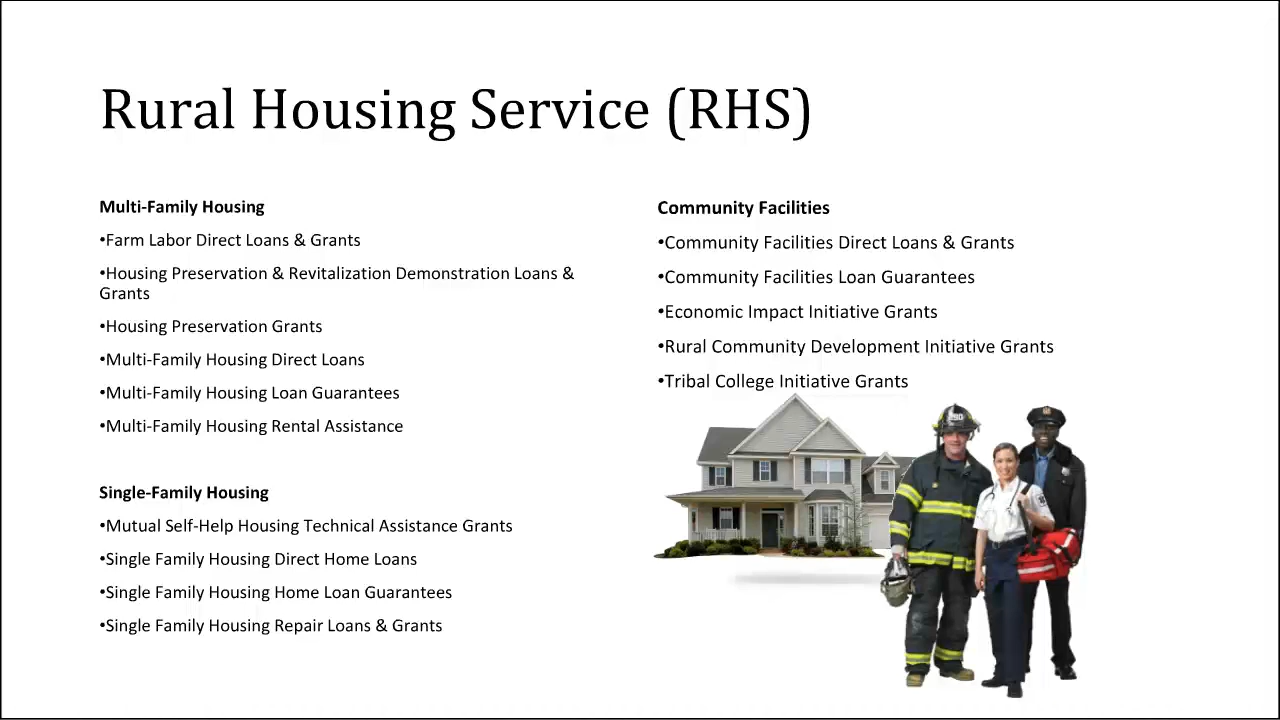 Rural Housing Service (RHS)
Multi-Family Housing
•Farm Labor Direct Loans & Grants
•Housing Preservation & Revitalization Demonstration Loans &
Grants
•Housing Preservation Grants
•Multi-Family Housing Direct Loans
•Multi-Family Housing Loan Guarantees
•Multi-Family Housing Rental Assistance
Single-Family Housing
•Mutual Self-Help Housing Technical Assistance Grants
•Single Family Housing Direct Home Loans
•Single Family Housing Home Loan Guarantees
•Single Family Housing Repair Loans & Grants
Community Facilities
•Community Facilities Direct Loans & Grants
•Community Facilities Loan Guarantees
•Economic Impact Initiative Grants
•Rural Community Development Initiative Grants
•Tribal College Initiative Grants